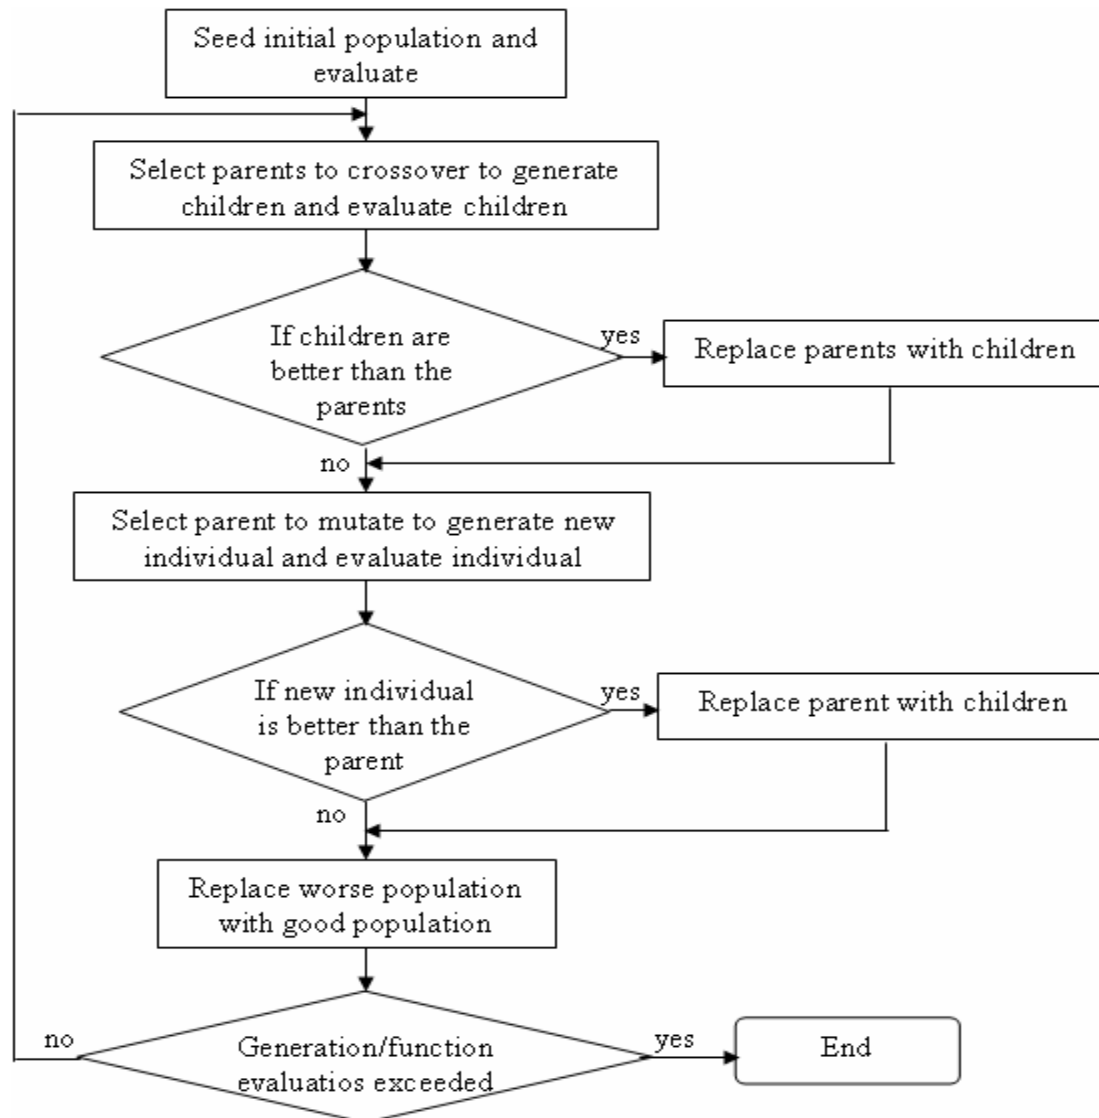 Seed initial population and
evaluate
Select parents to crossover to generate
children and evaluate children
If children are
better than the
parents
yes
Replace parents with children
no
Select parent to mutate to generate new
individual and evaluate individual
If new individual
is better than the
parent
yes
Replace parent with children
no
Replace worse population
with good population
no
Generation/function
evaluatios exceeded
yes
End